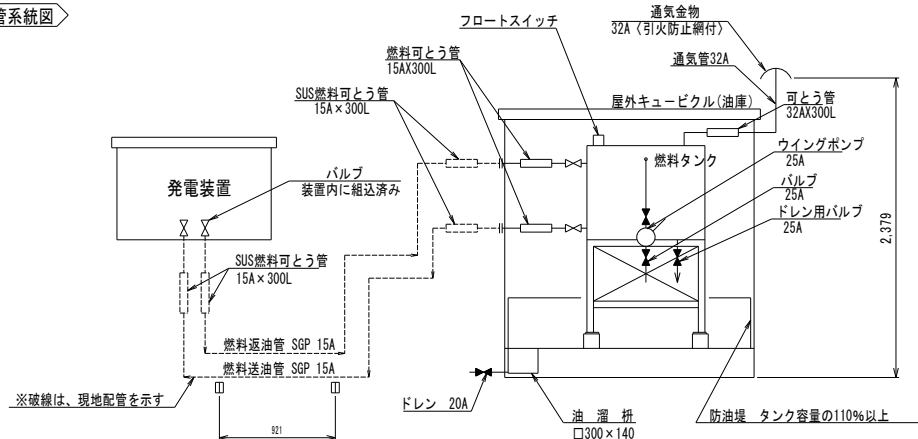 管系統図
フロートスイッチ
通気金物
32A〈引火防止網付〉
燃料可とう管
15AX300L
通気管32A
SUS燃料可とう管
15A×300L
屋外キュービクル(油庫)
可とう管
32AX300L
燃料タンク
ウイングポンプ
25A
発電装置
バルブ
装置内に組込済み
バルブ
25A
ドレン用バルブ
25A
2,379
SUS燃料可とう管
15A×300L
燃料返油管 SGP 15A
燃料送油管 SGP 15A
※破線は、現地配管を示す
921
ドレン 20A
油 溜 枡
□300×140
防油堤 タンク容量の110%以上